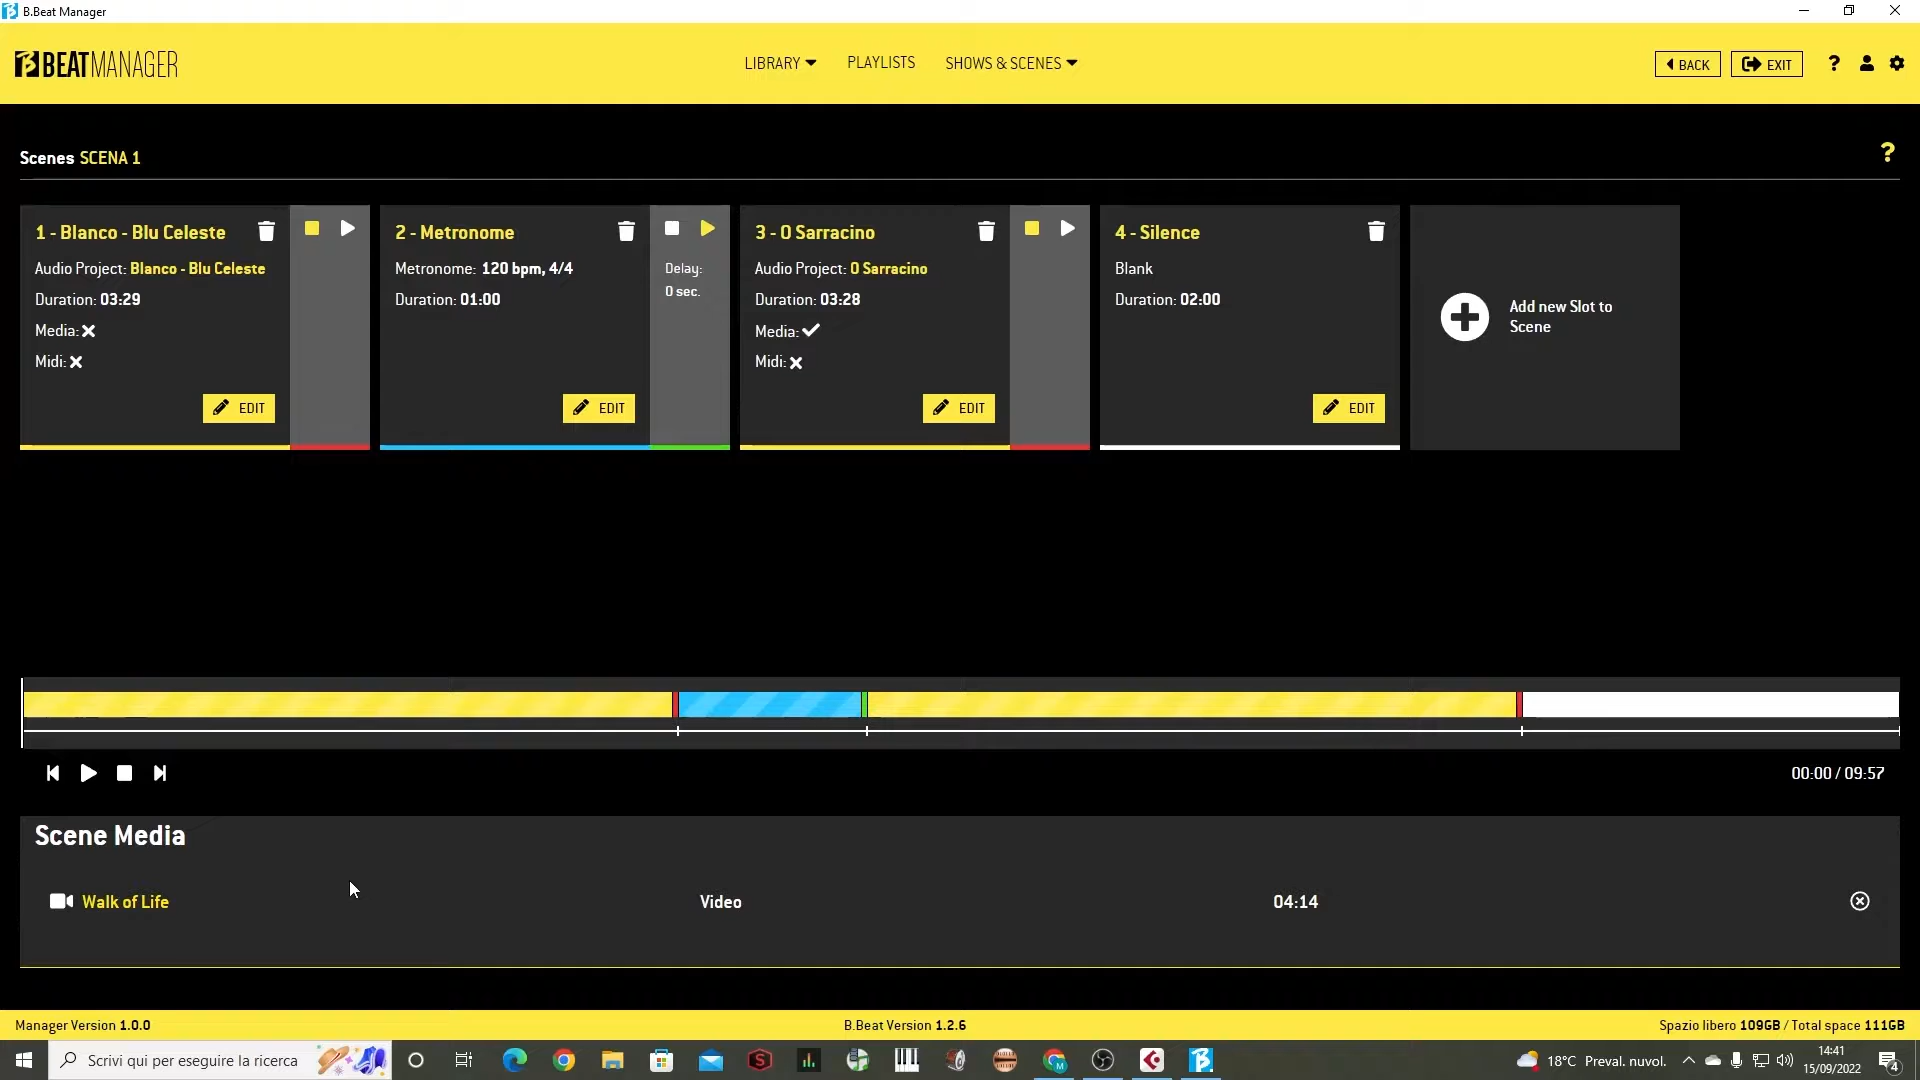 B.Beat Manager
BEATMANAGER
LIBRARY
PLAYLISTS
SHOWS & SCENES
BACK
EXIT
?
Scenes SCENA 1
?
1 - Blanco - Blu Celeste
Audio Project: Blanco - Blu Celeste
Duration: 03:29
Media:
Midi:
EDIT
2 - Metronome
Metronome: 120 bpm, 4/4
Duration: 01:00
EDIT
Delay:
0 sec.
3 - O Sarracino
Audio Project: O Sarracino
Duration: 03:28
Media:
Midi:
EDIT
4 - Silence
Blank
Duration: 02:00
EDIT
Add new Slot to
Scene
00:00 / 09:57
Scene Media
Walk of Life
Video
04:14
Manager Version 1.0.0
B.Beat Version 1.2.6
Spazio libero 109GB / Total space 111GB
Scrivi qui per eseguire la ricerca
18°C Preval. nuvol.
14:41
15/09/2022
4